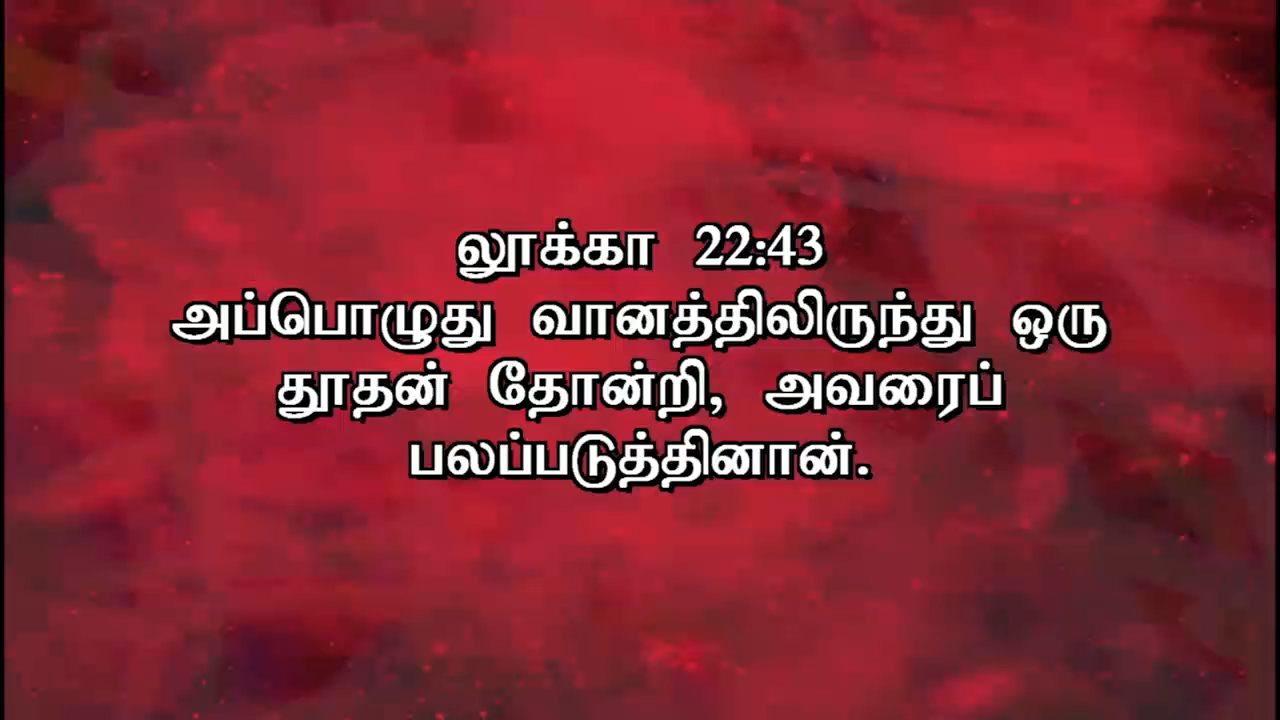 லூக்கா 22:43
அப்பொழுது வானத்திலிருந்து ஒரு
தூதன் தோன்றி, அவரைப்
பலப்படுத்தினான்.